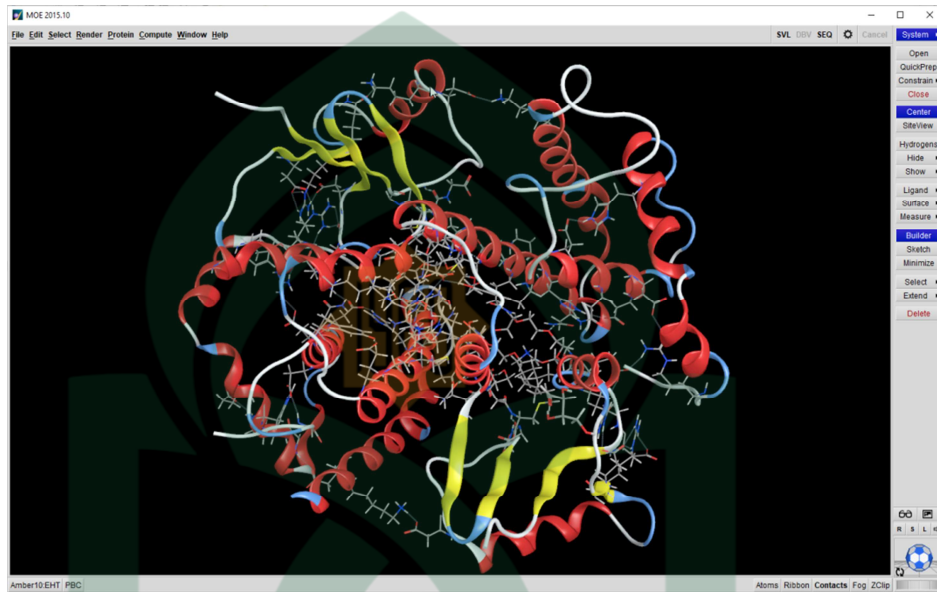 MOE 2015.10
File Edit Select Render Protein Compute Window Help
SVL DBV SEQ Cancel
System
Open
QuickPrep
Constrain
Close
Center
SiteView
Hydrogens
Hide
Show
Ligand
Surface
Measure
Builder
Sketch
Minimize
Select
Extend
Delete
R S L
Amber10:EHT PBC
Atoms Ribbon Contacts Fog ZClip